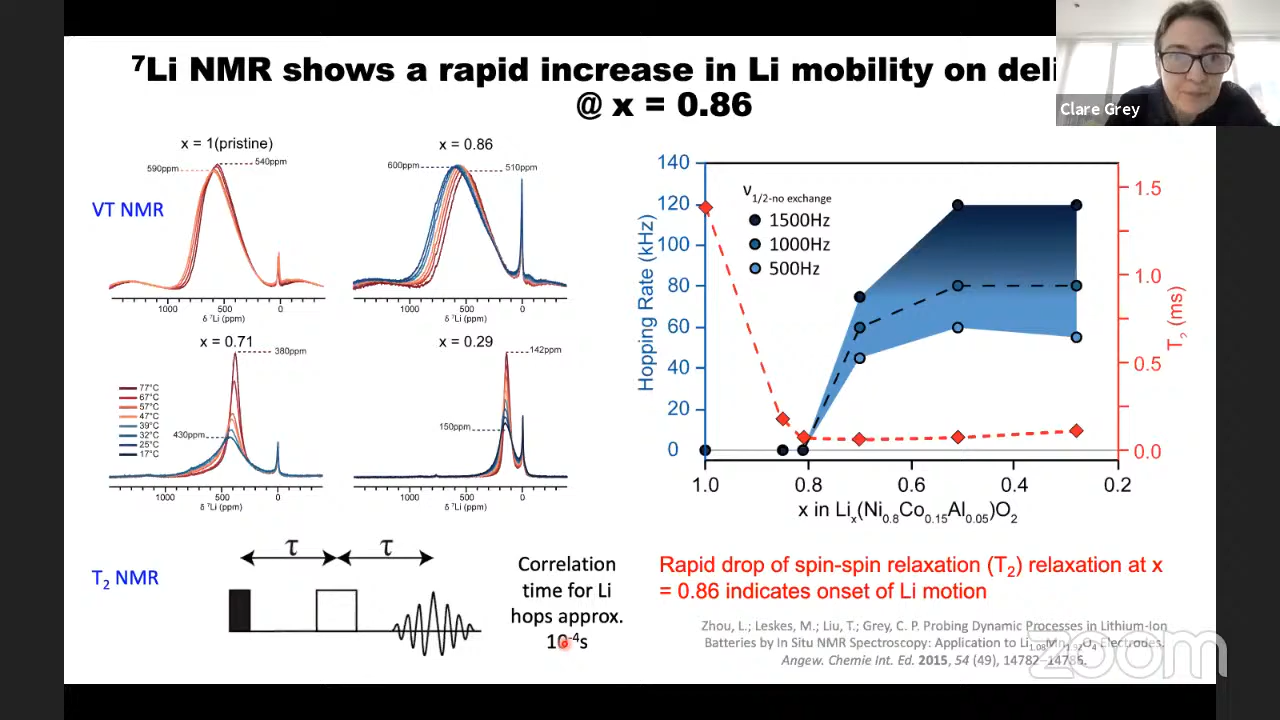 ⁷Li NMR shows a rapid increase in Li mobility on deli
@ x = 0.86
Clare Grey
x = 1(pristine)
590ppm
540ppm
VT NMR
1000 500 0
δ ⁷Li (ppm)
x = 0.86
600ppm
510ppm
1000 500 0
δ ⁷Li (ppm)
x = 0.71
380ppm
77°C
67°C
57°C
47°C
39°C
32°C
25°C
17°C
430ppm
1000 500 0
δ ⁷Li (ppm)
x = 0.29
142ppm
150ppm
1000 500 0
δ ⁷Li (ppm)
T₂ NMR
τ τ
Correlation
time for Li
hops approx.
10⁻⁴s
Hopping Rate (kHz)
140
120
100
80
60
40
20
0
ν1/2-no exchange
1500Hz
1000Hz
500Hz
1.5
1.0
0.5
0.0
T₂ (ms)
1.0 0.8 0.6 0.4 0.2
x in Liₓ(Ni₀.₈Co₀.₁₅Al₀.₀₅)O₂
Rapid drop of spin-spin relaxation (T₂) relaxation at x
= 0.86 indicates onset of Li motion
Zhou, L.; Leskes, M.; Liu, T.; Grey, C. P. Probing Dynamic Processes in Lithium-Ion
Batteries by In Situ NMR Spectroscopy: Application to Li₁.₀₈Mn₁.₉₂O₄ Electrodes.
Angew. Chemie Int. Ed. 2015, 54 (49), 14782–14786.
zoom